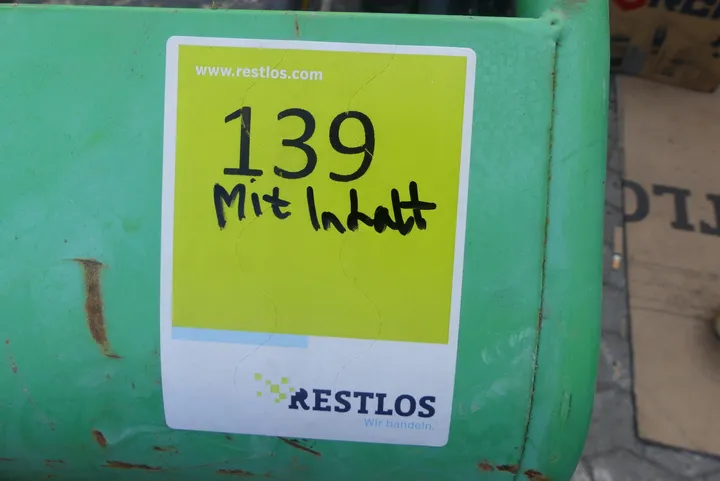 www.restlos.com
139
Mit Inhalt
RESTLOS
Wir handeln.